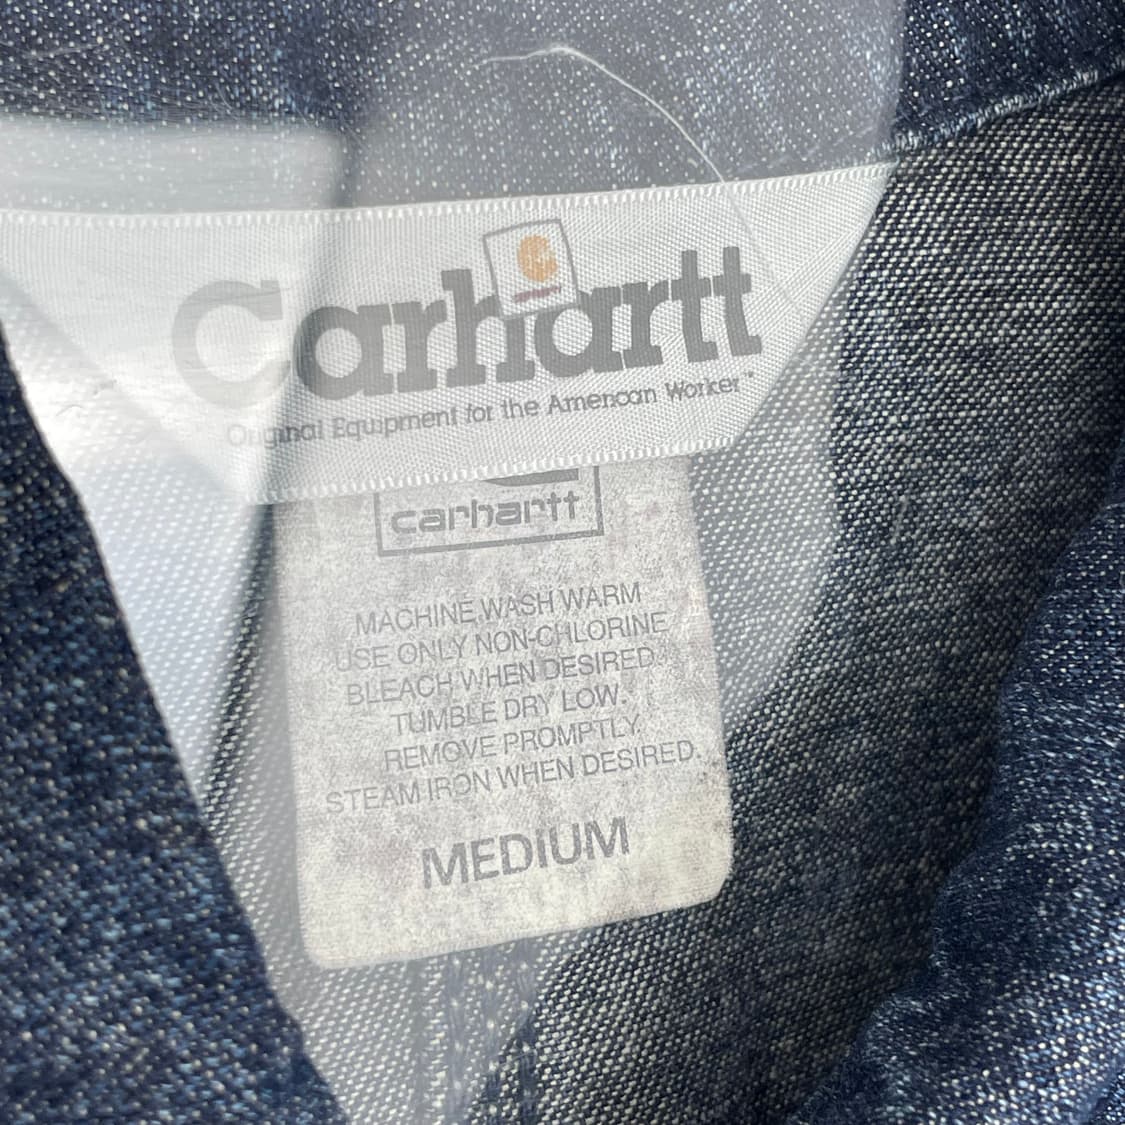 Carhartt
Original Equipment for the American Worker™
carhartt
MACHINE WASH WARM
USE ONLY NON-CHLORINE
BLEACH WHEN DESIRED.
TUMBLE DRY LOW.
REMOVE PROMPTLY.
STEAM IRON WHEN DESIRED.
MEDIUM